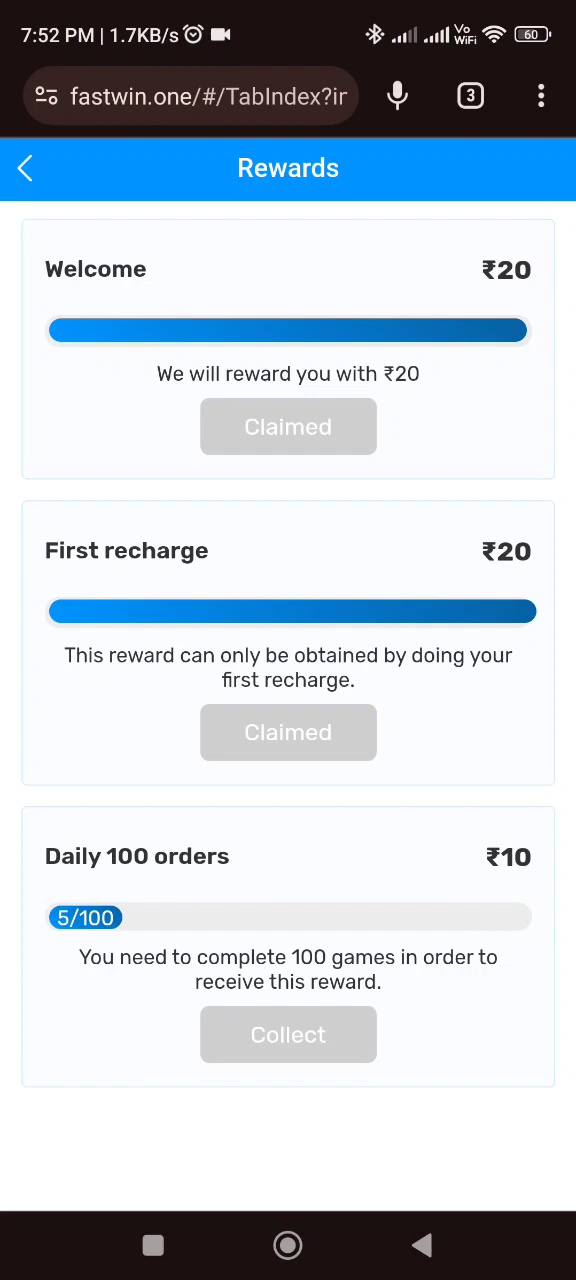 7:52 PM | 1.7KB/s
Vo
WiFi
60
fastwin.one/#/TabIndex?ir
3
Rewards
Welcome
₹20
We will reward you with ₹20
Claimed
First recharge
₹20
This reward can only be obtained by doing your
first recharge.
Claimed
Daily 100 orders
₹10
5/100
You need to complete 100 games in order to
receive this reward.
Collect